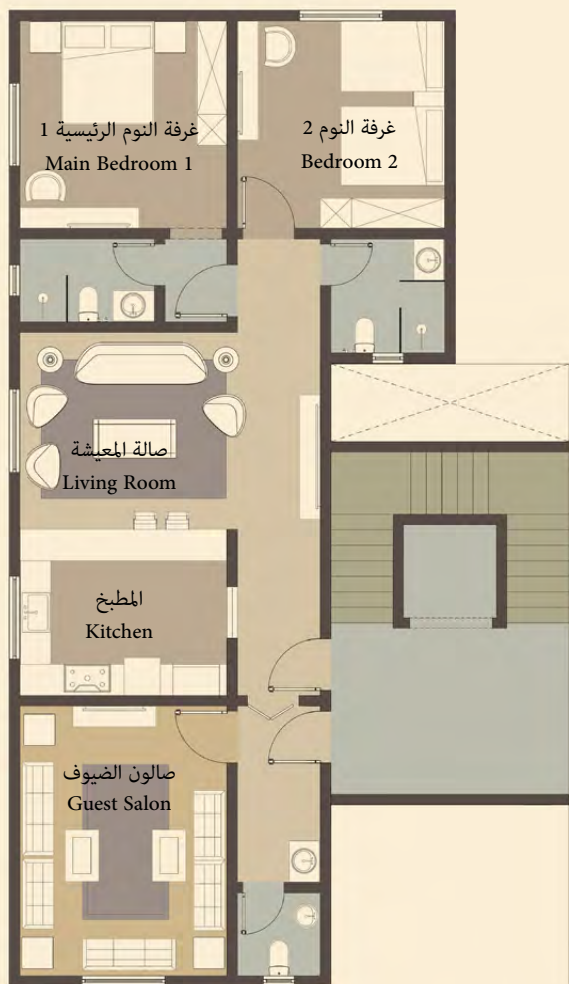 غرفة النوم الرئيسية 1
Main Bedroom 1
غرفة النوم 2
Bedroom 2
صالة المعيشة
Living Room
المطبخ
Kitchen
صالون الضيوف
Guest Salon